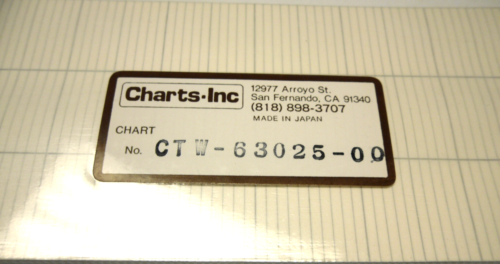 Charts·Inc
12977 Arroyo St.
San Fernando, CA 91340
(818) 898-3707
MADE IN JAPAN
CHART
No. CTW-63025-00